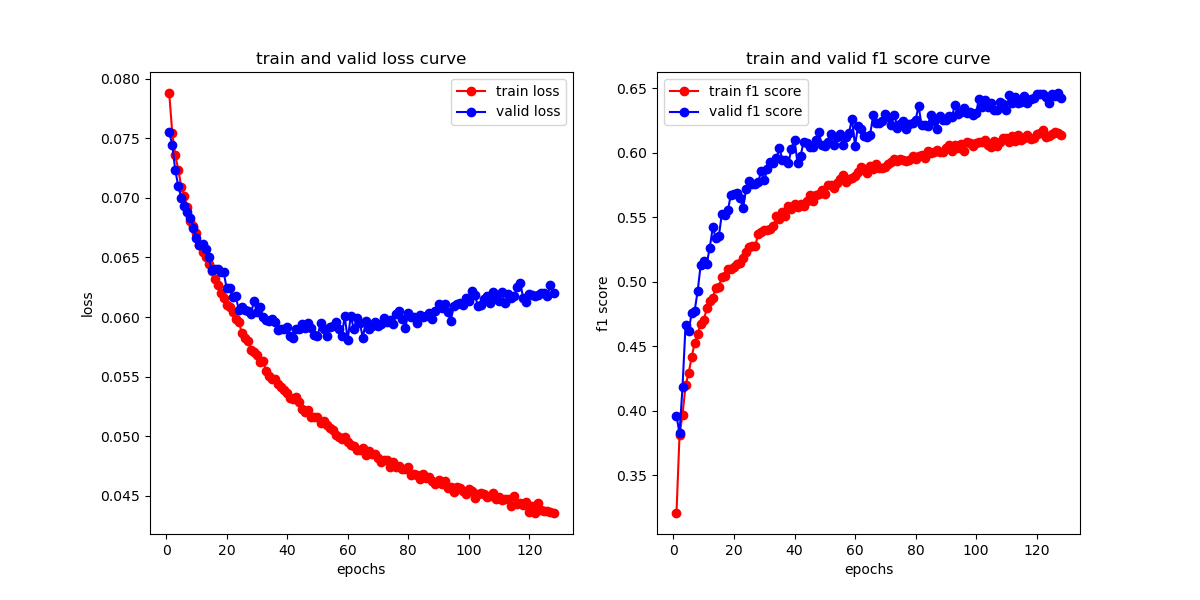 train and valid loss curve
train loss
valid loss
0.080
0.075
0.070
0.065
0.060
0.055
0.050
0.045
loss
0 20 40 60 80 100 120
epochs
train and valid f1 score curve
train f1 score
valid f1 score
0.65
0.60
0.55
0.50
0.45
0.40
0.35
f1 score
0 20 40 60 80 100 120
epochs